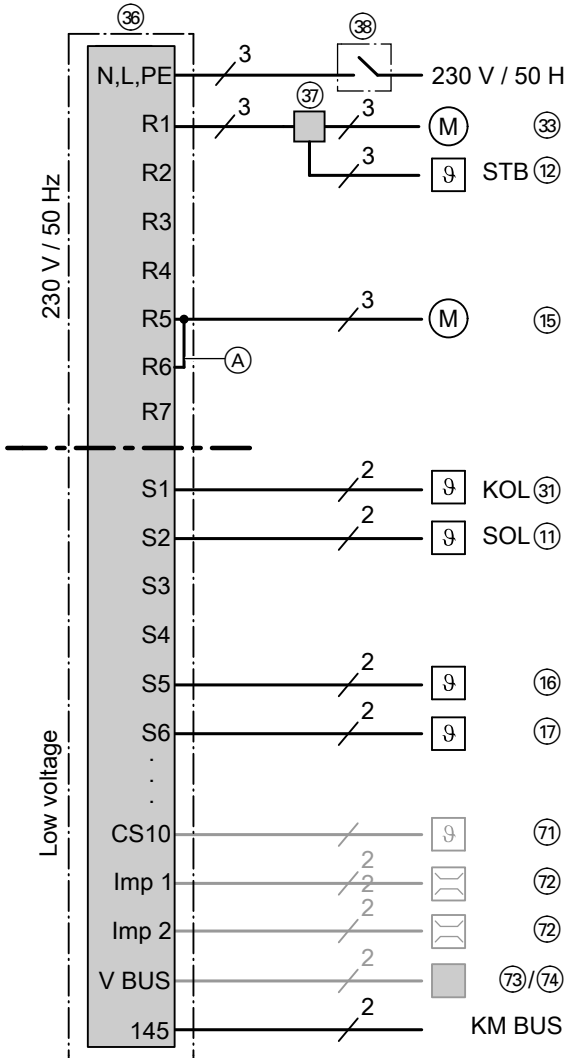 36
38
N,L,PE 3 230 V / 50 H
37
R1 3 3 M 33
R2 3 ϑ STB 12
R3
R4
R5 3 M 15
R6 A
R7
230 V / 50 Hz
S1 2 ϑ KOL 31
S2 2 ϑ SOL 11
S3
S4
S5 2 ϑ 16
S6 2 ϑ 17
.
.
.
Low voltage
CS10 2 ϑ 71
Imp 1 2 72
Imp 2 2 72
V BUS 2 73/74
145 2 KM BUS